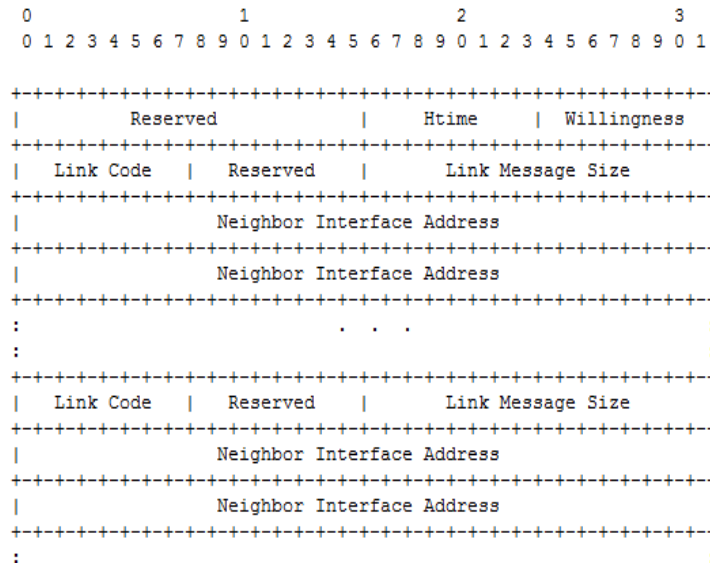 0                   1                   2                   3
0 1 2 3 4 5 6 7 8 9 0 1 2 3 4 5 6 7 8 9 0 1 2 3 4 5 6 7 8 9 0 1
+-+-+-+-+-+-+-+-+-+-+-+-+-+-+-+-+-+-+-+-+-+-+-+-+-+-+-+-+-+-+-+-
|          Reserved             |     Htime     |  Willingness
+-+-+-+-+-+-+-+-+-+-+-+-+-+-+-+-+-+-+-+-+-+-+-+-+-+-+-+-+-+-+-+-
|   Link Code   |   Reserved    |       Link Message Size
+-+-+-+-+-+-+-+-+-+-+-+-+-+-+-+-+-+-+-+-+-+-+-+-+-+-+-+-+-+-+-+-
|                  Neighbor Interface Address
+-+-+-+-+-+-+-+-+-+-+-+-+-+-+-+-+-+-+-+-+-+-+-+-+-+-+-+-+-+-+-+-
|                  Neighbor Interface Address
+-+-+-+-+-+-+-+-+-+-+-+-+-+-+-+-+-+-+-+-+-+-+-+-+-+-+-+-+-+-+-+-
:                             .  .  .
:
+-+-+-+-+-+-+-+-+-+-+-+-+-+-+-+-+-+-+-+-+-+-+-+-+-+-+-+-+-+-+-+-
|   Link Code   |   Reserved    |       Link Message Size
+-+-+-+-+-+-+-+-+-+-+-+-+-+-+-+-+-+-+-+-+-+-+-+-+-+-+-+-+-+-+-+-
|                  Neighbor Interface Address
+-+-+-+-+-+-+-+-+-+-+-+-+-+-+-+-+-+-+-+-+-+-+-+-+-+-+-+-+-+-+-+-
|                  Neighbor Interface Address
+-+-+-+-+-+-+-+-+-+-+-+-+-+-+-+-+-+-+-+-+-+-+-+-+-+-+-+-+-+-+-+-
: